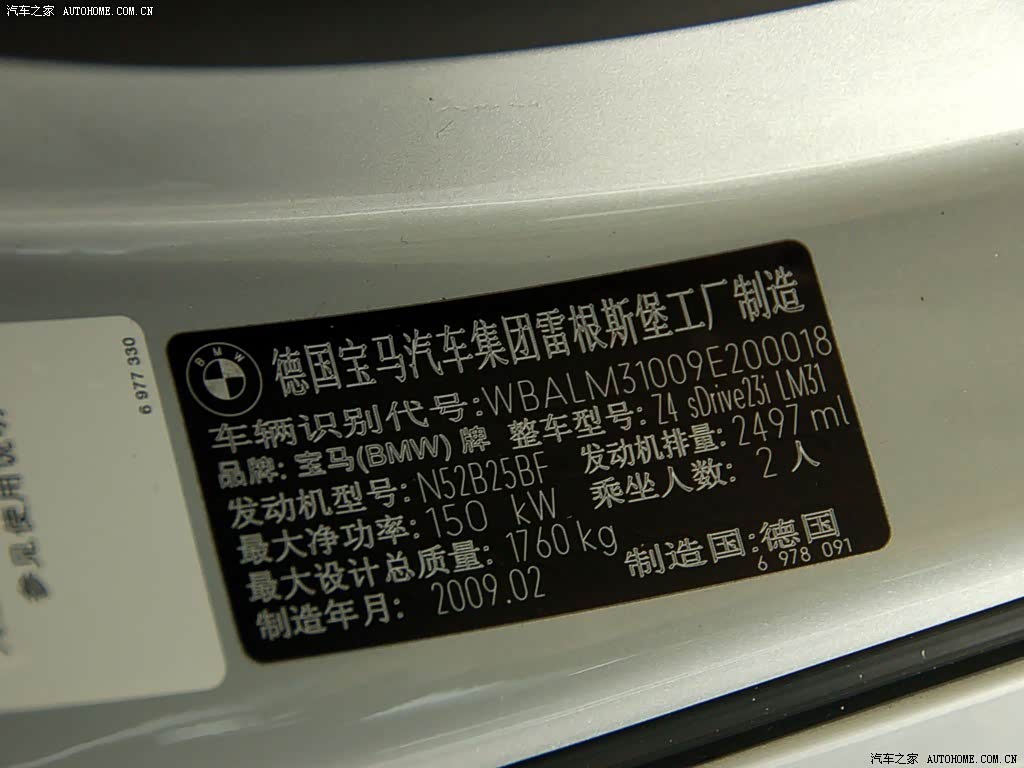 汽车之家 AUTOHOME.COM.CN
6 977 330
参见使用说明
BMW
德国宝马汽车集团雷根斯堡工厂制造
车辆识别代号:WBALM31009E200018
品牌: 宝马(BMW) 牌 整车型号: Z4 sDrive23i LM31
发动机型号: N52B25BF 发动机排量: 2497 ml
最大净功率: 150 kW 乘坐人数: 2 人
最大设计总质量: 1760 kg
制造年月: 2009.02 制造国:德国
6 978 091
汽车之家 AUTOHOME.COM.CN